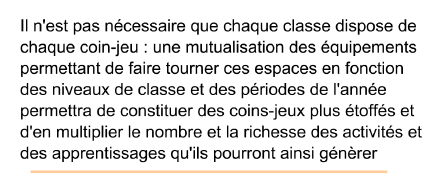 Il n'est pas nécessaire que chaque classe dispose de
chaque coin-jeu : une mutualisation des équipements
permettant de faire tourner ces espaces en fonction
des niveaux de classe et des périodes de l'année
permettra de constituer des coins-jeux plus étoffés et
d'en multiplier le nombre et la richesse des activités et
des apprentissages qu'ils pourront ainsi génèrer